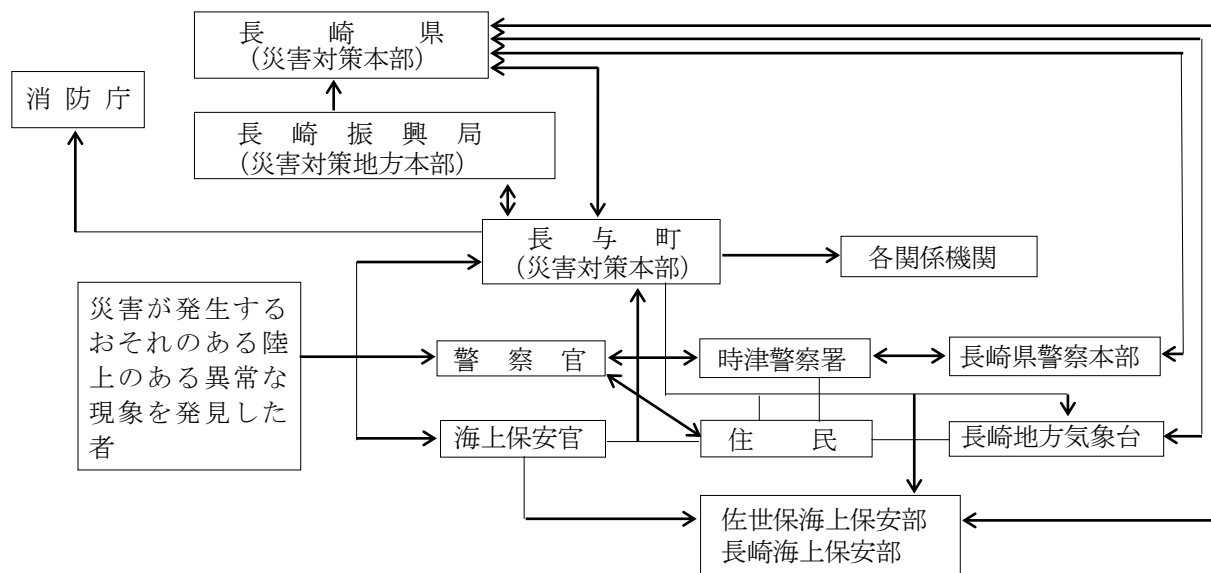 長崎県
（災害対策本部）
消防庁
長崎振興局
（災害対策地方本部）
長与町
（災害対策本部）
各関係機関
災害が発生する
おそれのある陸
上のある異常な
現象を発見した
者
警察官
時津警察署
長崎県警察本部
海上保安官
住民
長崎地方気象台
佐世保海上保安部
長崎海上保安部